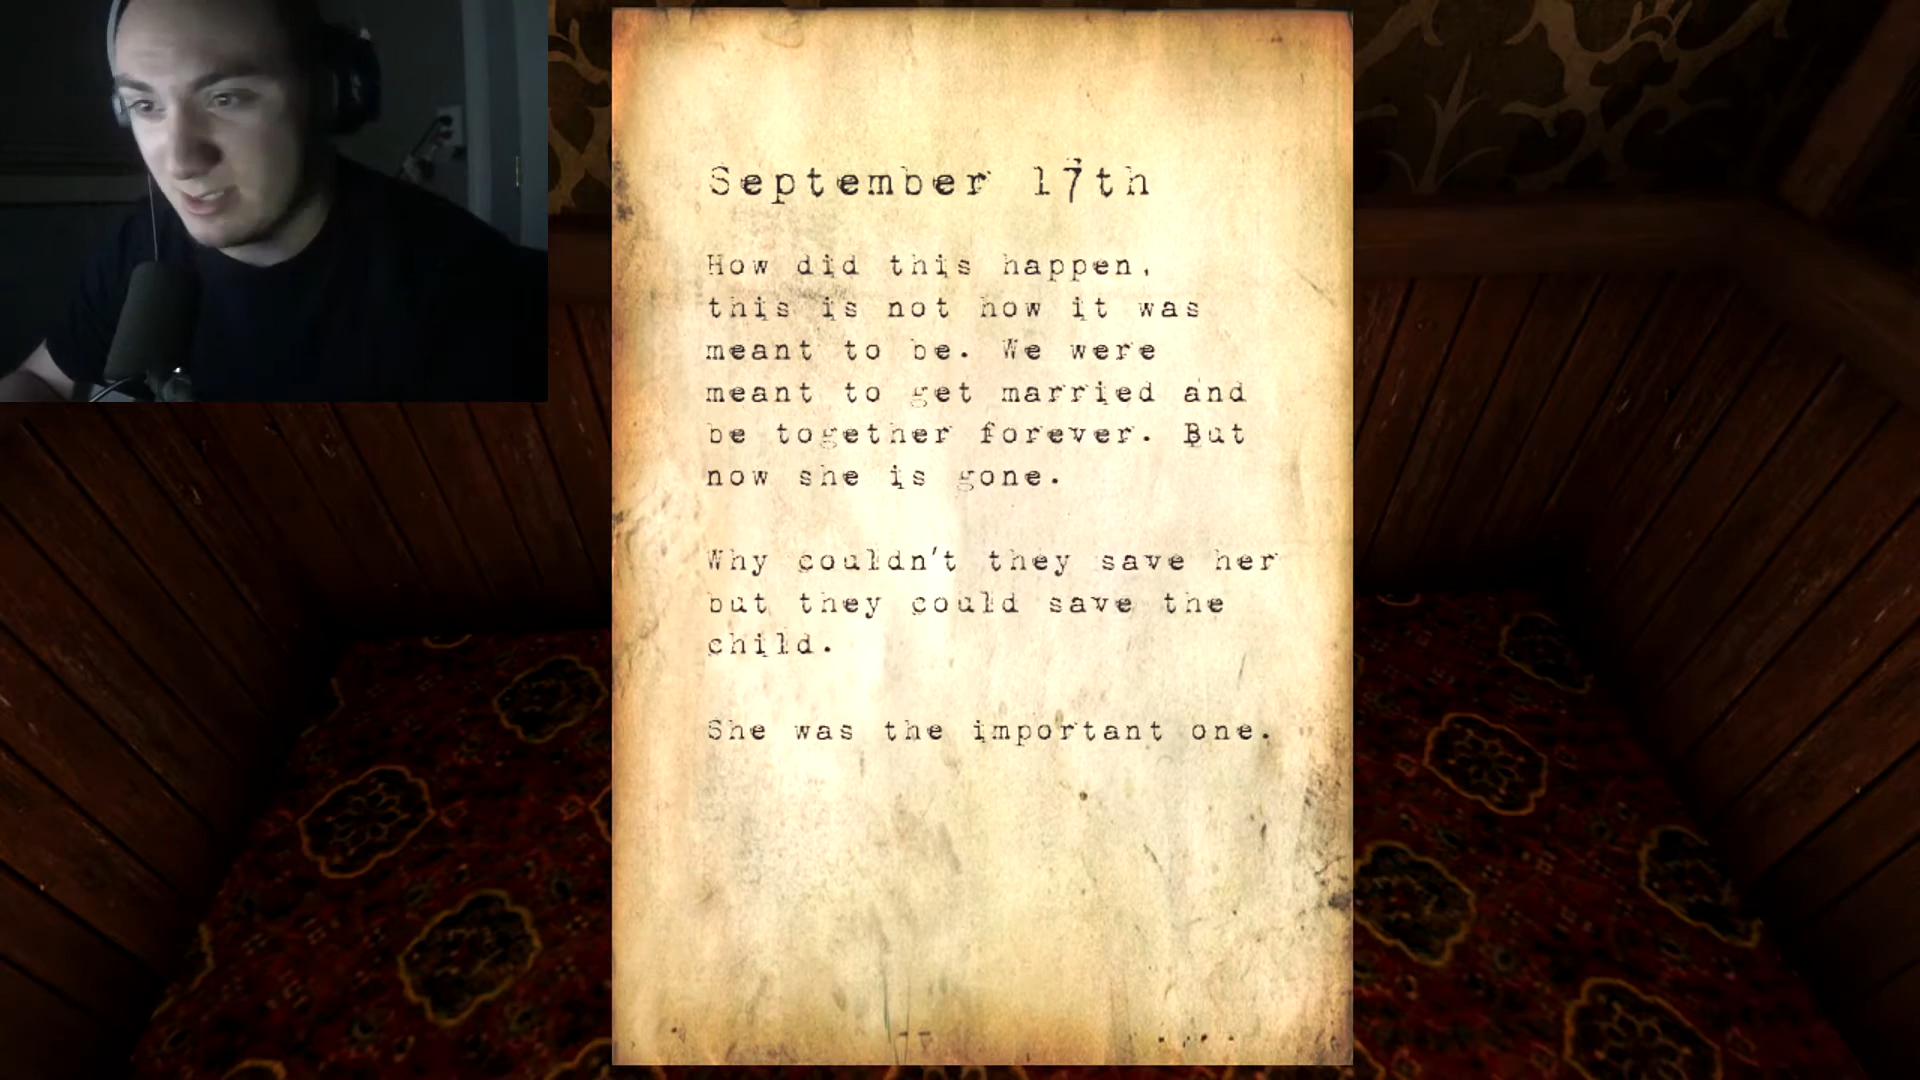 September 17th
How did this happen,
this is not how it was
meant to be. We were
meant to get married and
be together forever. But
now she is gone.
Why couldn't they save her
but they could save the
child.
She was the important one.